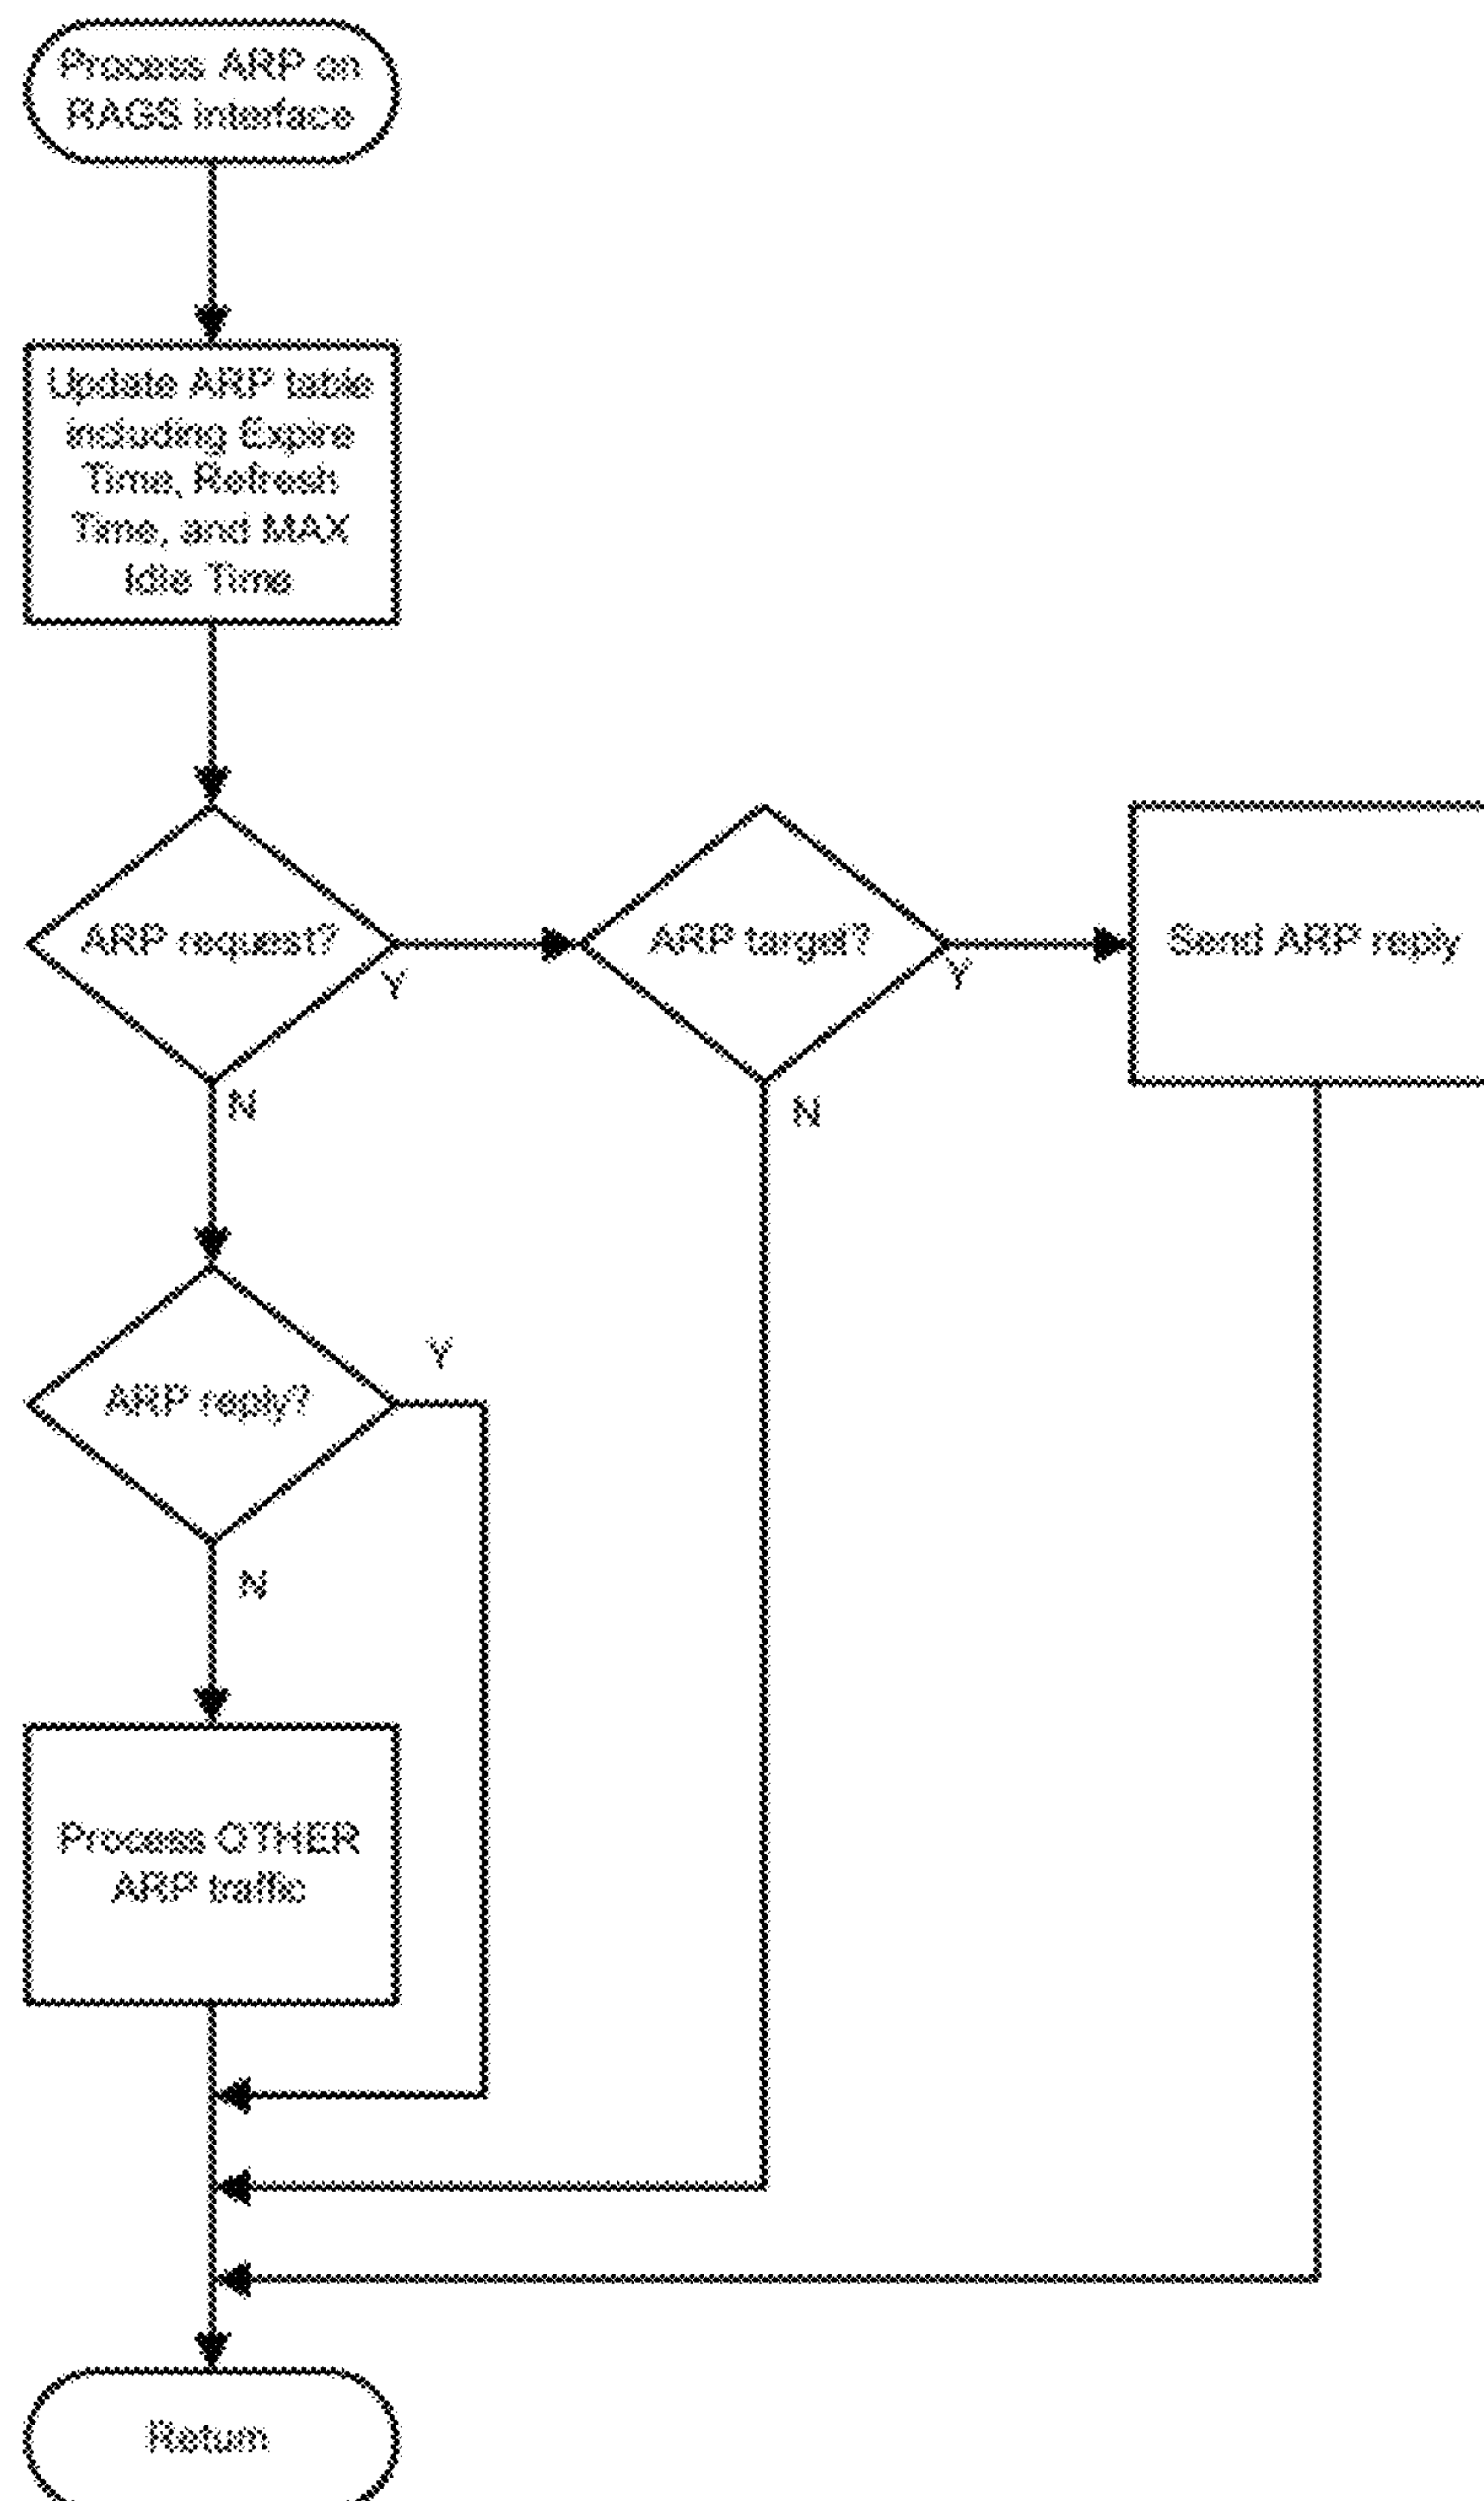 Process ARP on
RAGS interface
Update ARP table
including Expire
Time, Refresh
Time, and MAX
Idle Time
ARP request?
Y
N
ARP target?
Y
N
Send ARP reply
ARP reply?
Y
N
Process OTHER
ARP traffic
Return